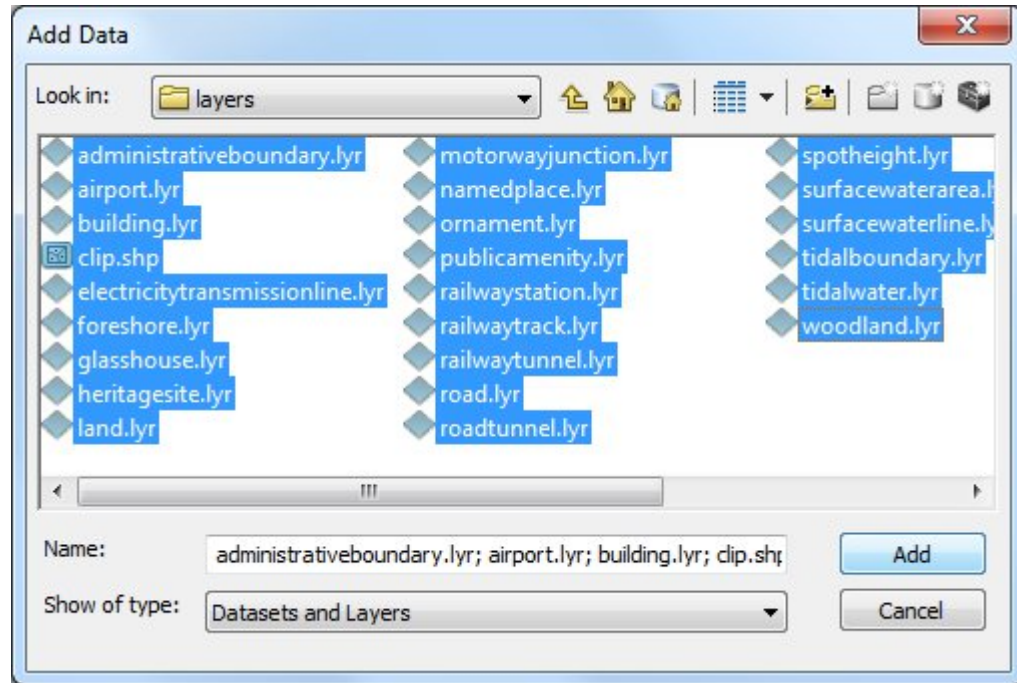 Add Data
Look in: layers
administrativeboundary.lyr
airport.lyr
building.lyr
clip.shp
electricitytransmissionline.lyr
foreshore.lyr
glasshouse.lyr
heritagesite.lyr
land.lyr
motorwayjunction.lyr
namedplace.lyr
ornament.lyr
publicamenity.lyr
railwaystation.lyr
railwaytrack.lyr
railwaytunnel.lyr
road.lyr
roadtunnel.lyr
spotheight.lyr
surfacewaterarea.l
surfacewaterline.ly
tidalboundary.lyr
tidalwater.lyr
woodland.lyr
Name: administrativeboundary.lyr; airport.lyr; building.lyr; clip.shp
Add
Show of type: Datasets and Layers
Cancel